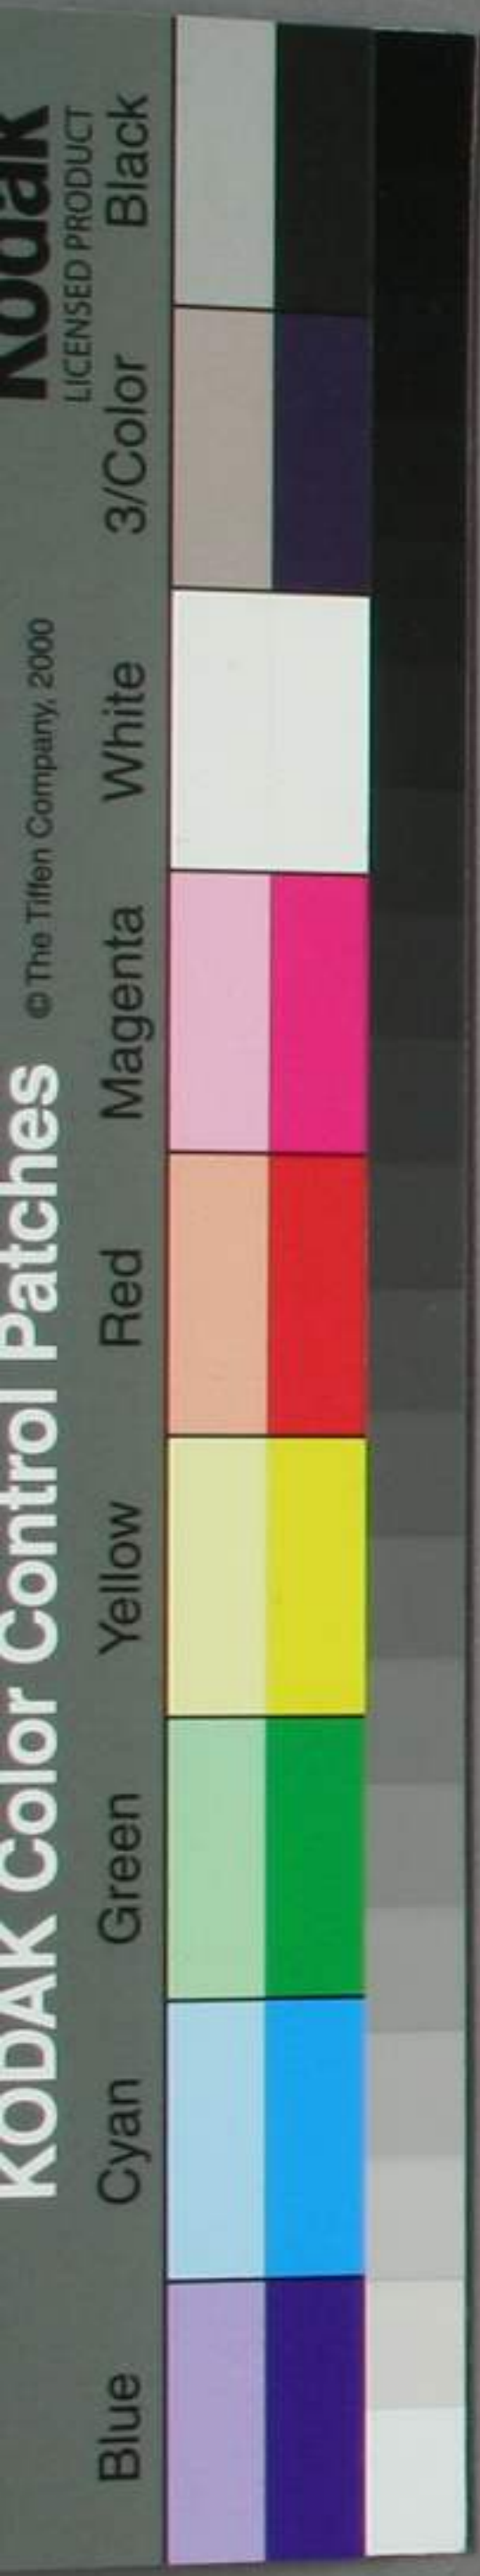 KODAK Color Control Patches © The Tiffen Company, 2000
Kodak
LICENSED PRODUCT
Blue Cyan Green Yellow Red Magenta White 3/Color Black